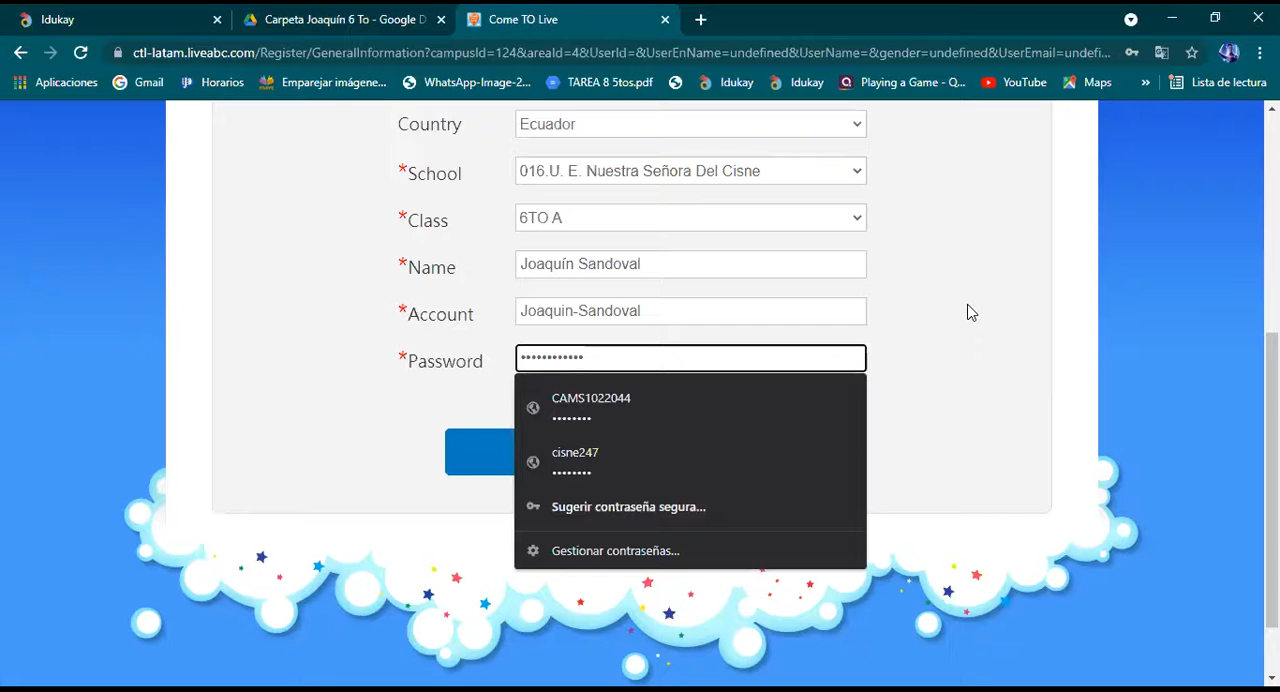 Idukay
Carpeta Joaquín 6 To - Google D
Come TO Live
ctl-latam.liveabc.com/Register/GeneralInformation?campusId=124&areaId=4&UserId=&UserEnName=undefined&UserName=&gender=undefined&UserEmail=undefi...
Aplicaciones Gmail Horarios Emparejar imágene... WhatsApp-Image-2... TAREA 8 5tos.pdf Idukay Idukay Playing a Game - Q... YouTube Maps » Lista de lectura
Country Ecuador
*School 016.U. E. Nuestra Señora Del Cisne
*Class 6TO A
*Name Joaquín Sandoval
*Account Joaquin-Sandoval
*Password ••••••••••••
CAMS1022044
••••••••
cisne247
••••••••
Sugerir contraseña segura...
Gestionar contraseñas...